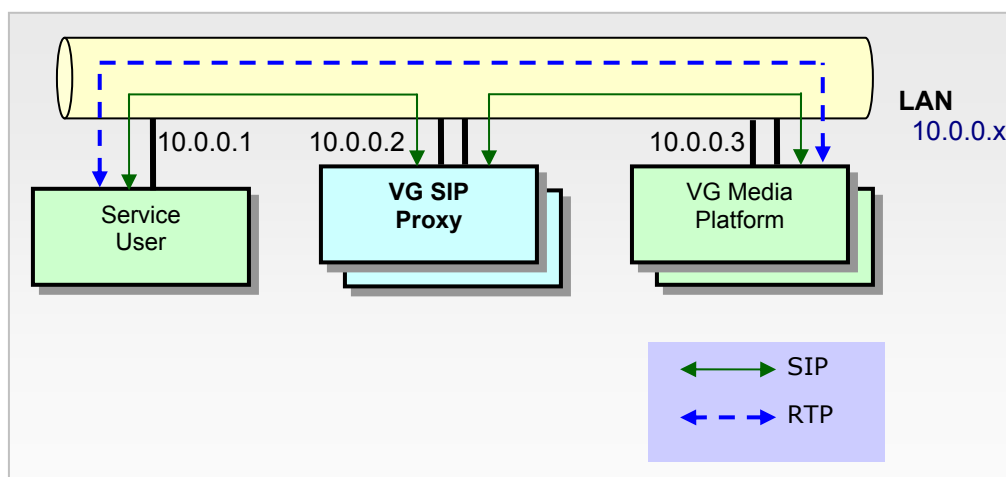 LAN
10.0.0.x
10.0.0.1
10.0.0.2
10.0.0.3
Service
User
VG SIP
Proxy
VG Media
Platform
SIP
RTP